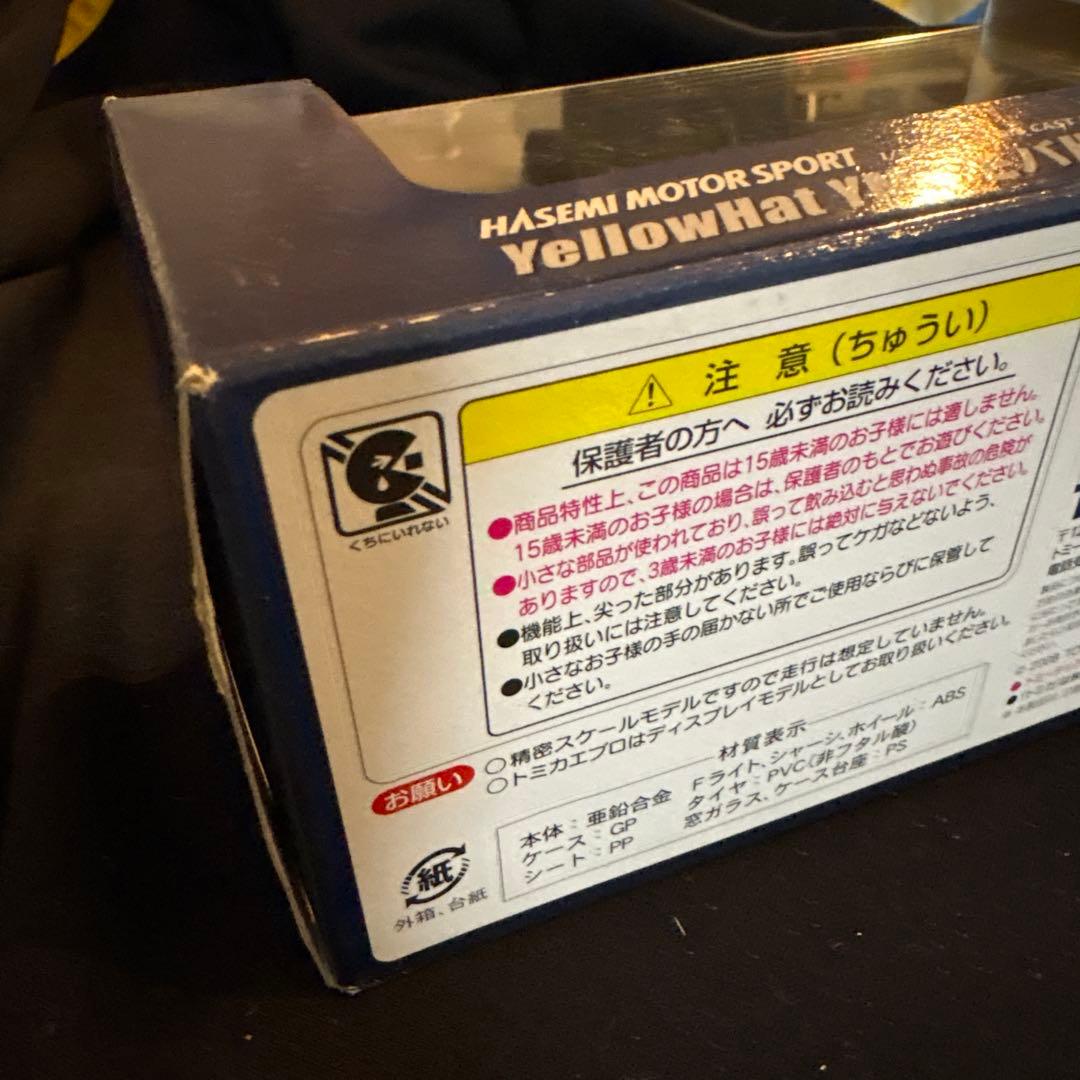 HASEMI MOTOR SPORT
YellowHat
注 意 (ちゅうい)
保護者の方へ 必ずお読みください。
●商品特性上、この商品は15歳未満のお子様には適しません。
15歳未満のお子様の場合は、保護者のもとでお遊びください。
●小さな部品が使われており、誤って飲み込むと思わぬ事故の危険が
ありますので、3歳未満のお子様には絶対に与えないでください。
●機能上、尖った部分があります。誤ってケガなどないよう、
取り扱いには注意してください。
●小さなお子様の手の届かない所でご使用ならびに保管して
ください。
くちにいれない
お願い
○精密スケールモデルですので走行は想定していません。
○トミカエブロはディスプレイモデルとしてお取り扱いください。
材質表示
本体：亜鉛合金
ケース：GP
シート：PP
Fライト、シャーシ、ホイール：ABS
タイヤ：PVC(非フタル酸)
窓ガラス、ケース台座：PS
紙
外箱、台紙